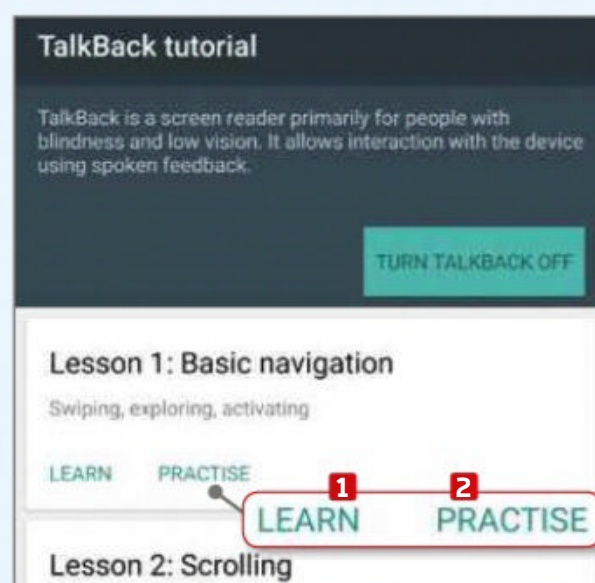 TalkBack tutorial
TalkBack is a screen reader primarily for people with
blindness and low vision. It allows interaction with the device
using spoken feedback.
TURN TALKBACK OFF
Lesson 1: Basic navigation
Swiping, exploring, activating
LEARN PRACTISE
1 2
LEARN PRACTISE
Lesson 2: Scrolling